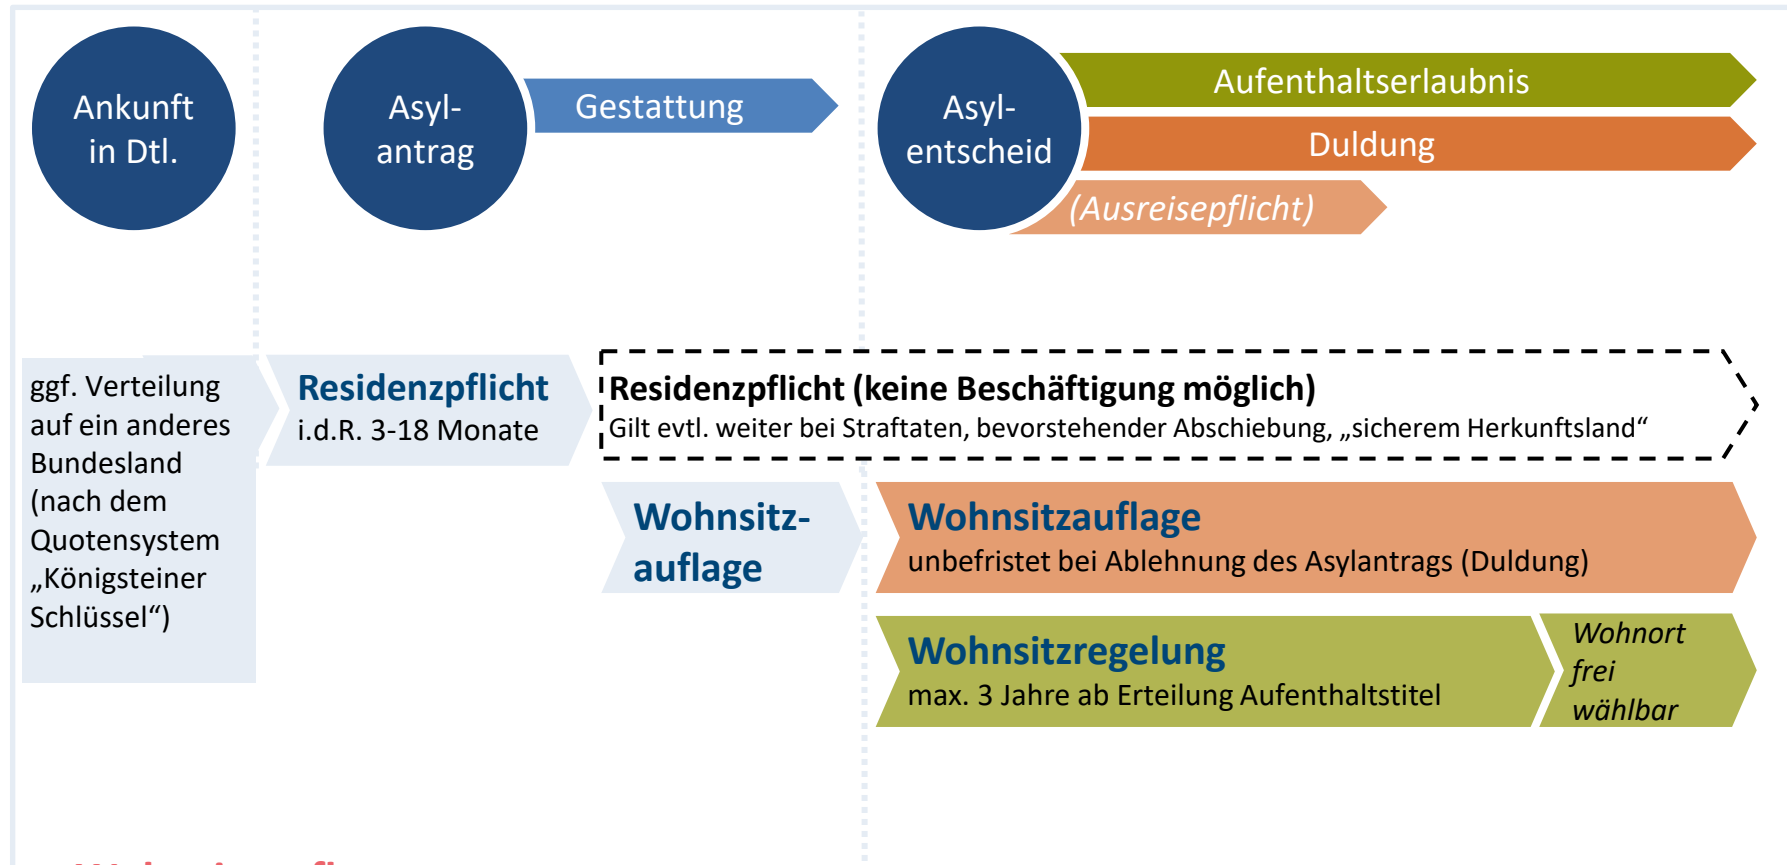 Ankunft
in Dtl.
Asyl-
antrag
Gestattung
Asyl-
entscheid
Aufenthaltserlaubnis
Duldung
(Ausreisepflicht)
ggf. Verteilung
auf ein anderes
Bundesland
(nach dem
Quotensystem
„Königsteiner
Schlüssel“)
Residenzpflicht
i.d.R. 3-18 Monate
Residenzpflicht (keine Beschäftigung möglich)
Gilt evtl. weiter bei Straftaten, bevorstehender Abschiebung, „sicherem Herkunftsland“
Wohnsitz-
auflage
Wohnsitzauflage
unbefristet bei Ablehnung des Asylantrags (Duldung)
Wohnsitzregelung
max. 3 Jahre ab Erteilung Aufenthaltstitel
Wohnort
frei
wählbar